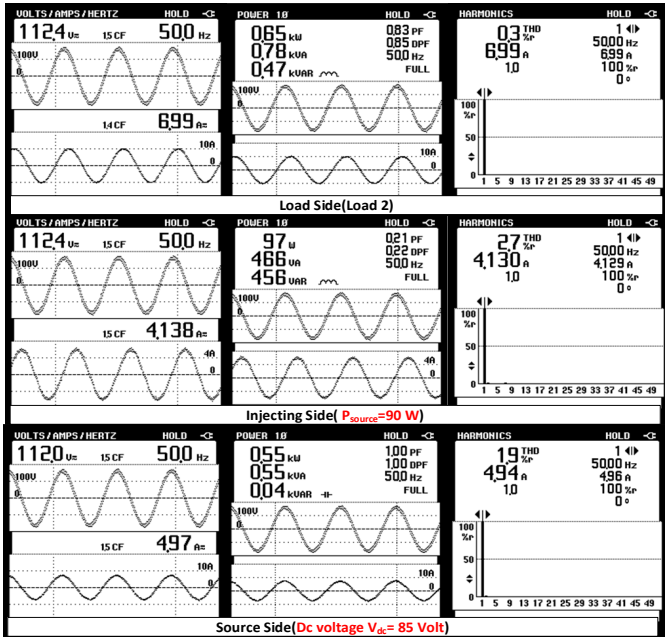 VOLTS/AMPS/HERTZ HOLD
112.4 V≃ 1.5 CF 50.0 Hz
100V
0
1.4 CF 6.99 A≃
10A
0
POWER 1Ø HOLD
0.65 kW 0.83 PF
0.78 kVA 0.85 DPF
0.47 kVAR 50.0 Hz
FULL
100V
0
10A
0
HARMONICS HOLD
0.3 THD %r 1
6.99 A 50.00 Hz
6.99 A
1.0 100 %r
0 °
100
%r
50
0
1 5 9 13 17 21 25 29 33 37 41 45 49
Load Side(Load 2)
VOLTS/AMPS/HERTZ HOLD
112.4 V≃ 1.5 CF 50.0 Hz
100V
0
1.5 CF 4.138 A≃
4A
0
POWER 1Ø HOLD
97 W 0.21 PF
466 VA 0.22 DPF
456 VAR 50.0 Hz
FULL
100V
0
4A
0
HARMONICS HOLD
2.7 THD %r 1
4.130 A 50.00 Hz
4.129 A
1.0 100 %r
0 °
100
%r
50
0
1 5 9 13 17 21 25 29 33 37 41 45 49
Injecting Side( Psource=90 W)
VOLTS/AMPS/HERTZ HOLD
112.0 V≃ 1.5 CF 50.0 Hz
100V
0
1.5 CF 4.97 A≃
10A
0
POWER 1Ø HOLD
0.55 kW 1.00 PF
0.55 kVA 1.00 DPF
0.04 kVAR 50.0 Hz
FULL
100V
0
10A
0
HARMONICS HOLD
1.9 THD %r 1
4.94 A 50.00 Hz
4.96 A
1.0 100 %r
0 °
100
%r
50
0
1 5 9 13 17 21 25 29 33 37 41 45 49
Source Side(Dc voltage Vdc= 85 Volt)